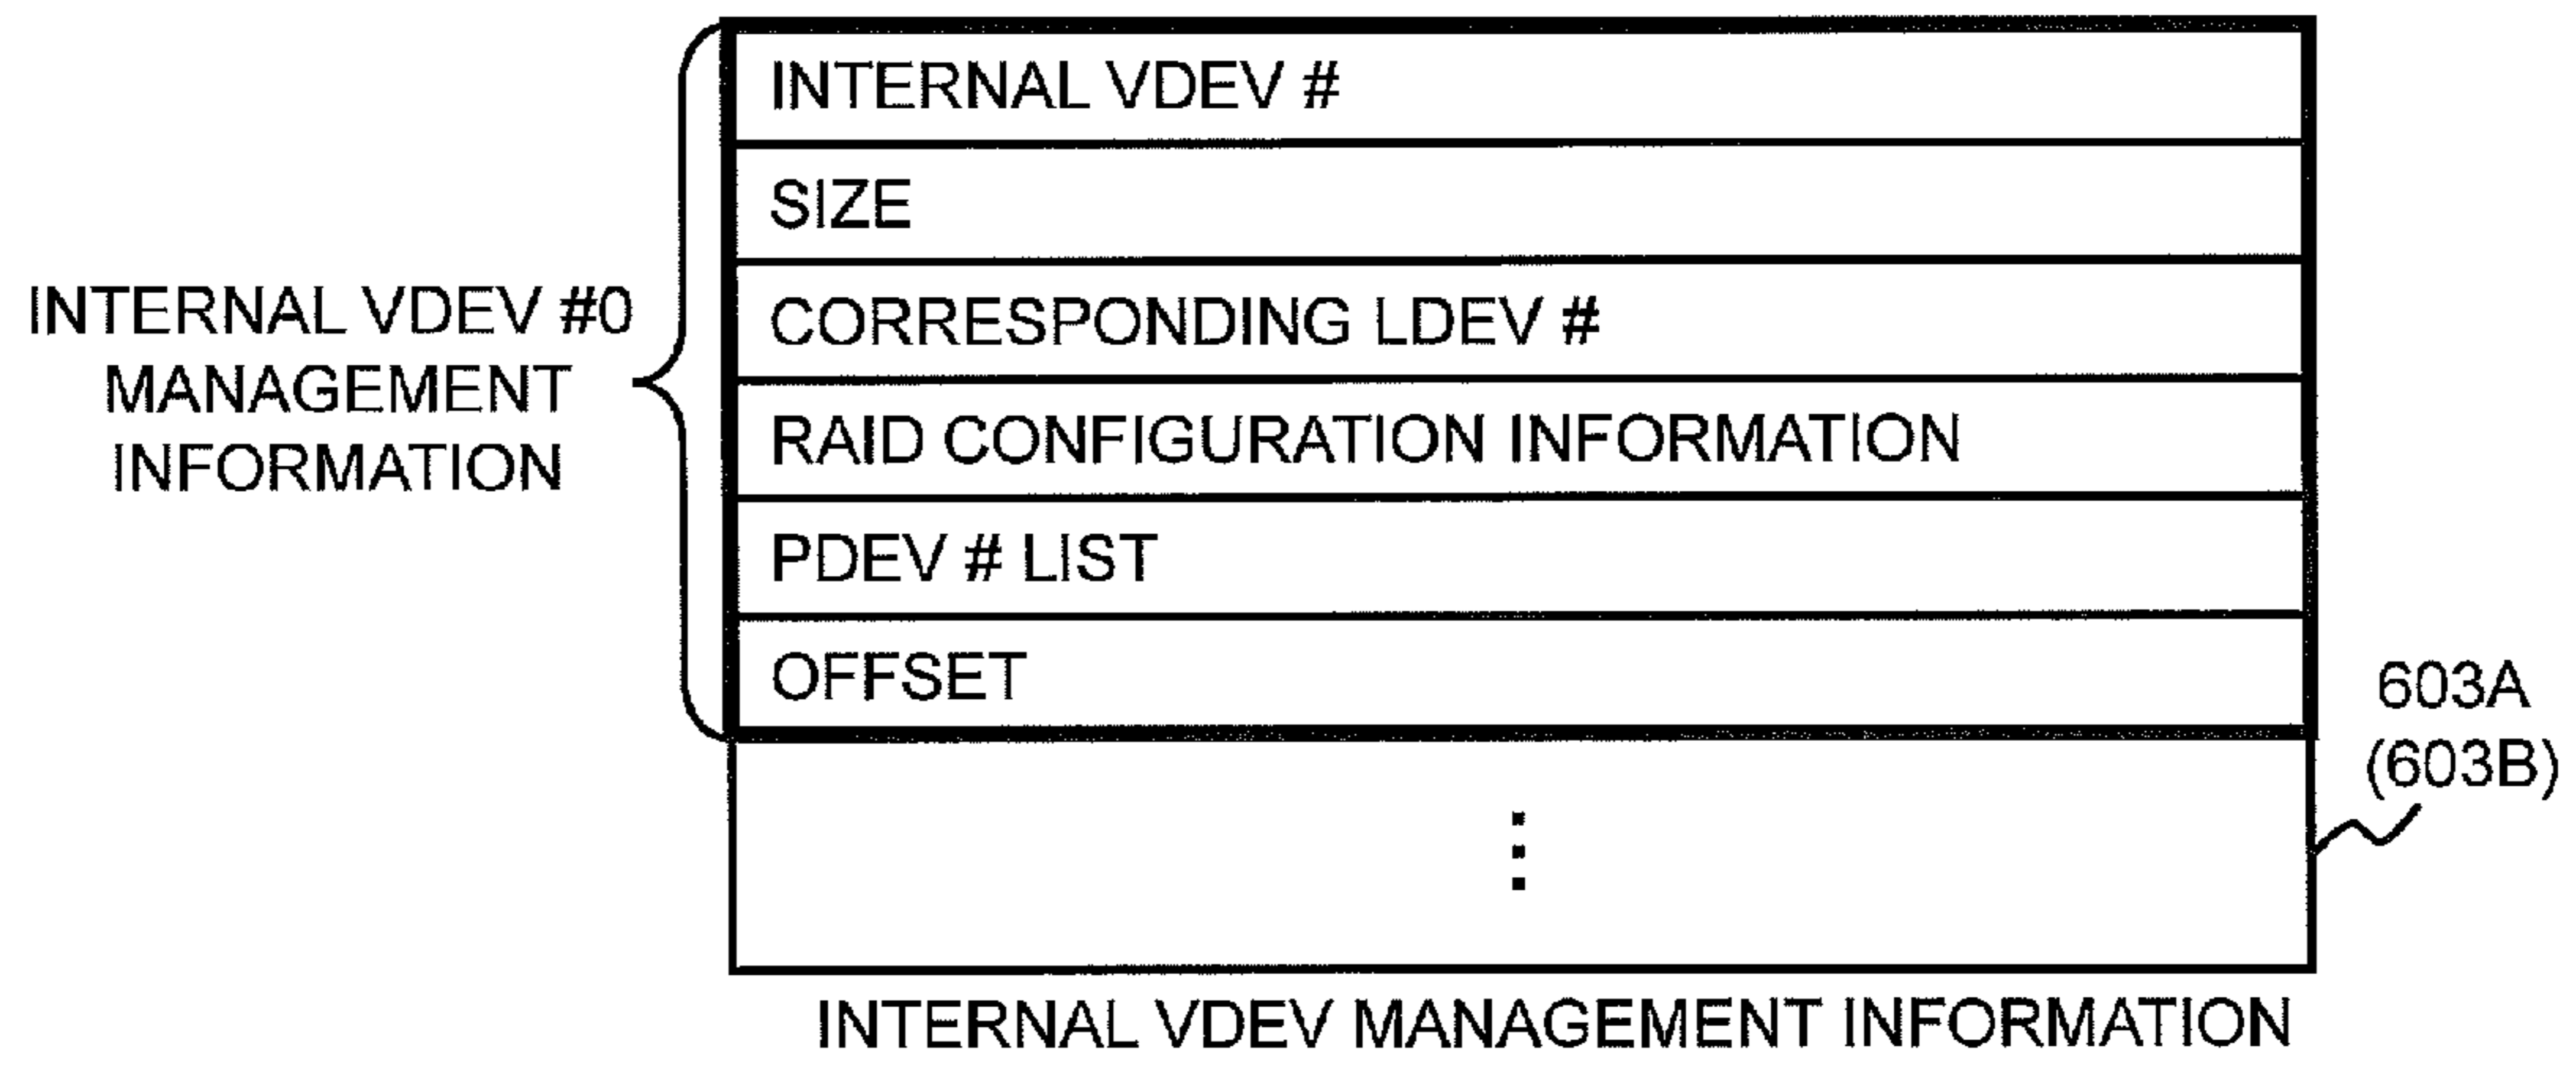 INTERNAL VDEV #0
MANAGEMENT
INFORMATION
INTERNAL VDEV #
SIZE
CORRESPONDING LDEV #
RAID CONFIGURATION INFORMATION
PDEV # LIST
OFFSET
603A
(603B)
INTERNAL VDEV MANAGEMENT INFORMATION